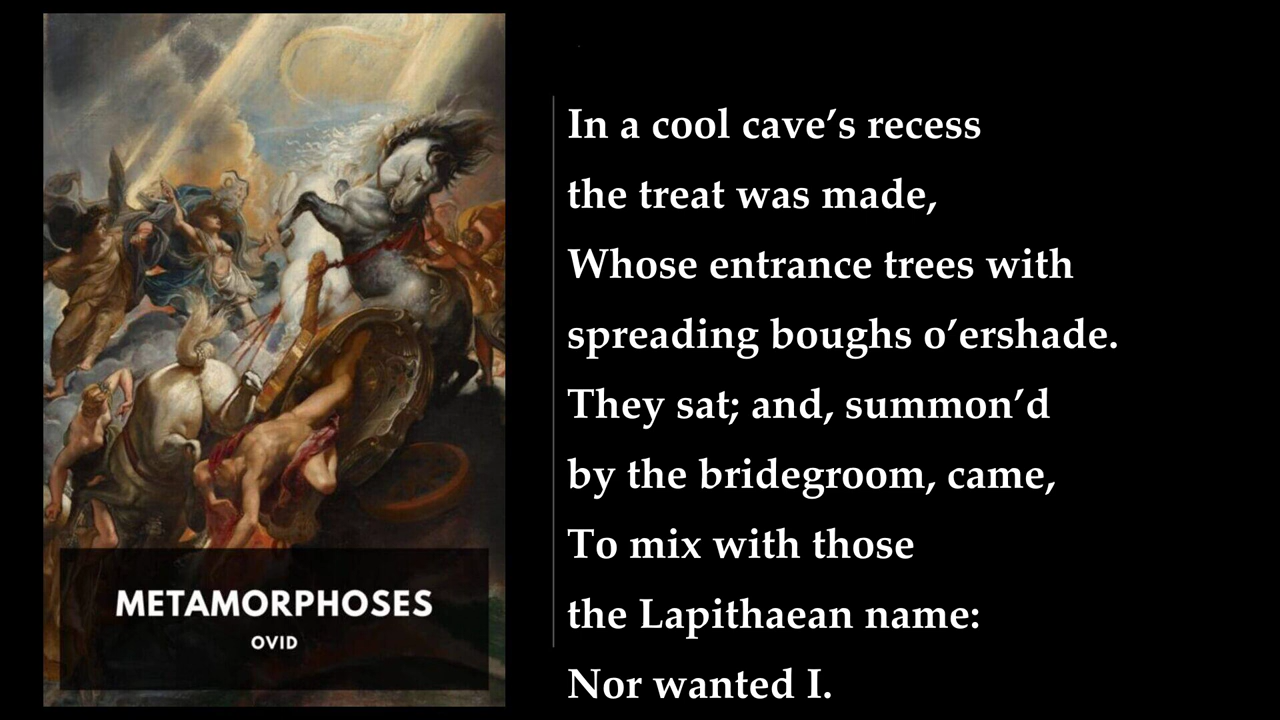 METAMORPHOSES
OVID
In a cool cave’s recess
the treat was made,
Whose entrance trees with
spreading boughs o’ershade.
They sat; and, summon’d
by the bridegroom, came,
To mix with those
the Lapithaean name:
Nor wanted I.